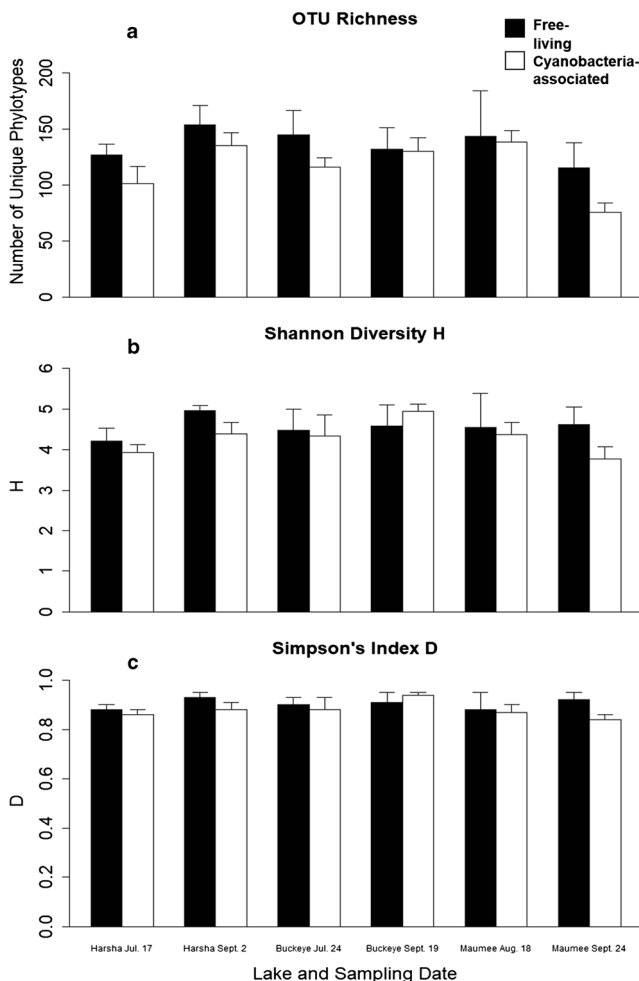 a
OTU Richness
Free-
living
Cyanobacteria-
associated
Number of Unique Phylotypes
200
150
100
50
0
b
Shannon Diversity H
H
6
5
4
3
2
1
0
c
Simpson's Index D
D
1.0
0.8
0.6
0.4
0.2
0.0
Harsha Jul. 17 Harsha Sept. 2 Buckeye Jul. 24 Buckeye Sept. 19 Maumee Aug. 18 Maumee Sept. 24
Lake and Sampling Date